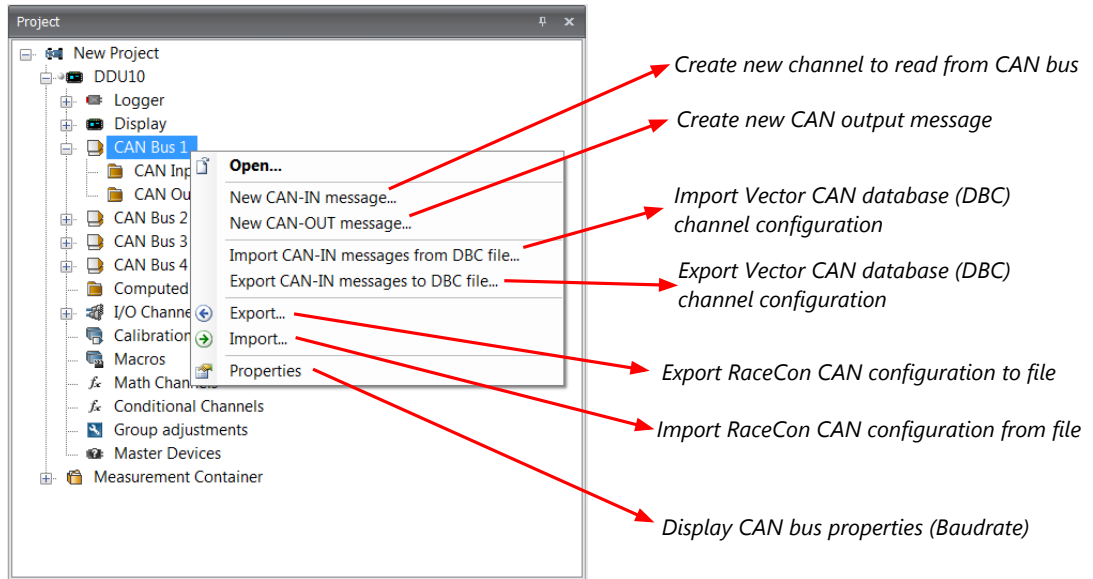 Project
New Project
DDU10
Logger
Display
CAN Bus 1
CAN Inp
CAN Ou
CAN Bus 2
CAN Bus 3
CAN Bus 4
Computed
I/O Channe
Calibration
Macros
fx Math Channels
fx Conditional Channels
Group adjustments
Master Devices
Measurement Container
Open...
New CAN-IN message...
New CAN-OUT message...
Import CAN-IN messages from DBC file...
Export CAN-IN messages to DBC file...
Export...
Import...
Properties
Create new channel to read from CAN bus
Create new CAN output message
Import Vector CAN database (DBC)
channel configuration
Export Vector CAN database (DBC)
channel configuration
Export RaceCon CAN configuration to file
Import RaceCon CAN configuration from file
Display CAN bus properties (Baudrate)